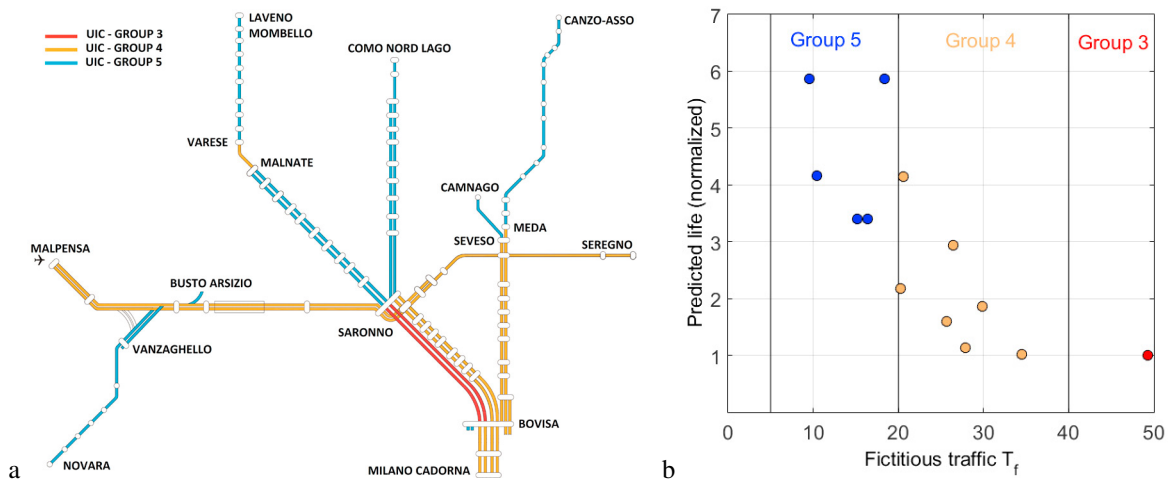 UIC - GROUP 3
UIC - GROUP 4
UIC - GROUP 5
LAVENO
MOMBELLO
COMO NORD LAGO
CANZO-ASSO
VARESE
MALNATE
CAMNAGO
MEDA
SEVESO
SEREGNO
MALPENSA
BUSTO ARSIZIO
SARONNO
VANZAGHELLO
BOVISA
NOVARA
MILANO CADORNA
a
7
6
5
4
3
2
1
Predicted life (normalized)
Group 5
Group 4
Group 3
0
10
20
30
40
50
Fictitious traffic T_f
b